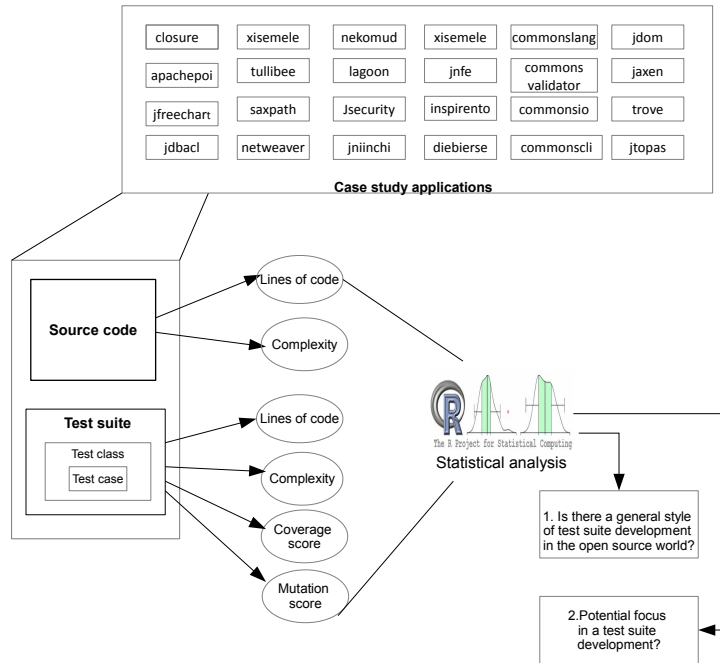 closure xisemele nekomud xisemele commonslang jdom
apachepoi tullibee lagoon jnfe commons validator jaxen
jfreechart saxpath Jsecurity inspirento commonsio trove
jdbacl netweaver jniinchi diebierse commonscli jtopas
Case study applications
Source code
Lines of code
Complexity
Test suite
Test class
Test case
Lines of code
Complexity
Coverage
score
Mutation
score
R
The R Project for Statistical Computing
Statistical analysis
1. Is there a general style
of test suite development
in the open source world?
2.Potential focus
in a test suite
development?